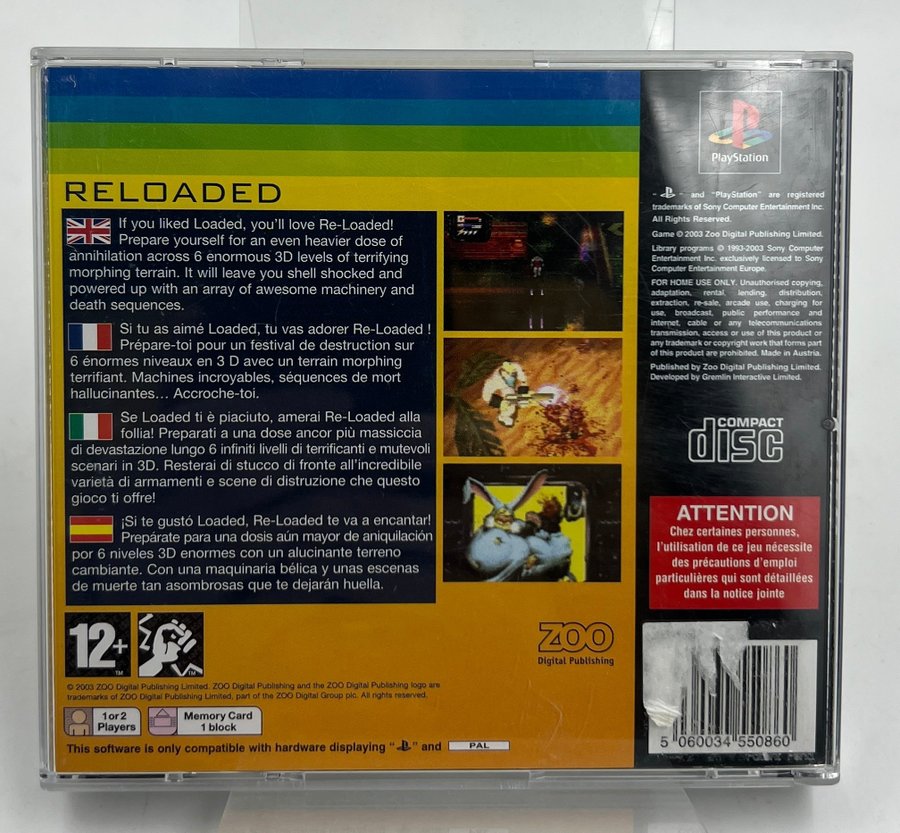 RELOADED
If you liked Loaded, you'll love Re-Loaded!
Prepare yourself for an even heavier dose of
annihilation across 6 enormous 3D levels of terrifying
morphing terrain. It will leave you shell shocked and
powered up with an array of awesome machinery and
death sequences.
Si tu as aimé Loaded, tu vas adorer Re-Loaded !
Prépare-toi pour un festival de destruction sur
6 énormes niveaux en 3 D avec un terrain morphing
terrifiant. Machines incroyables, séquences de mort
hallucinantes... Accroche-toi.
Se Loaded ti è piaciuto, amerai Re-Loaded alla
follia! Preparati a una dose ancor più massiccia
di devastazione lungo 6 infiniti livelli di terrificanti e mutevoli
scenari in 3D. Resterai di stucco di fronte all'incredibile
varietà di armamenti e scene di distruzione che questo
gioco ti offre!
¡Si te gustó Loaded, Re-Loaded te va a encantar!
Prepárate para una dosis aún mayor de aniquilación
por 6 niveles 3D enormes con un alucinante terreno
cambiante. Con una maquinaria bélica y unas escenas
de muerte tan asombrosas que te dejarán huella.
12+ TM
TM
ZOO
Digital Publishing
© 2003 ZOO Digital Publishing Limited. ZOO Digital Publishing and the ZOO Digital Publishing logo are
trademarks of ZOO Digital Publishing Limited, part of the ZOO Digital Group plc. All rights reserved.
1 or 2
Players
Memory Card
1 block
This software is only compatible with hardware displaying " " and PAL
PlayStation
" " and "PlayStation" are registered
trademarks of Sony Computer Entertainment Inc.
All Rights Reserved.
Game © 2003 Zoo Digital Publishing Limited.
Library programs © 1993-2003 Sony Computer
Entertainment Inc. exclusively licensed to Sony
Computer Entertainment Europe.
FOR HOME USE ONLY. Unauthorised copying,
adaptation, rental, lending, distribution,
extraction, re-sale, arcade use, charging for
use, broadcast, public performance and
internet, cable or any telecommunications
transmission, access or use of this product or
any trademark or copyright work that forms part
of this product are prohibited. Made in Austria.
Published by Zoo Digital Publishing Limited.
Developed by Gremlin Interactive Limited.
COMPACT
disc
ATTENTION
Chez certaines personnes,
l'utilisation de ce jeu nécessite
des précautions d'emploi
particulières qui sont détaillées
dans la notice jointe
5 060034 550860